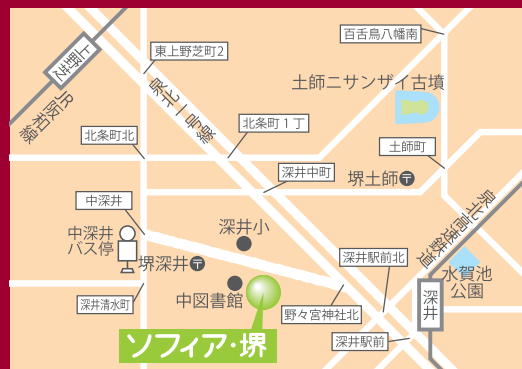 百舌鳥八幡南
東上野芝町2
上野芝
土師ニサンザイ古墳
JR阪和線
泉北一号線
北条町北
北条町1丁
土師町
深井中町
堺土師〒
中深井
泉北高速鉄道
深井小
中深井
バス停
堺深井〒
深井駅前北
水賀池
公園
中図書館
深井
深井清水町
野々宮神社北
深井駅前
ソフィア・堺